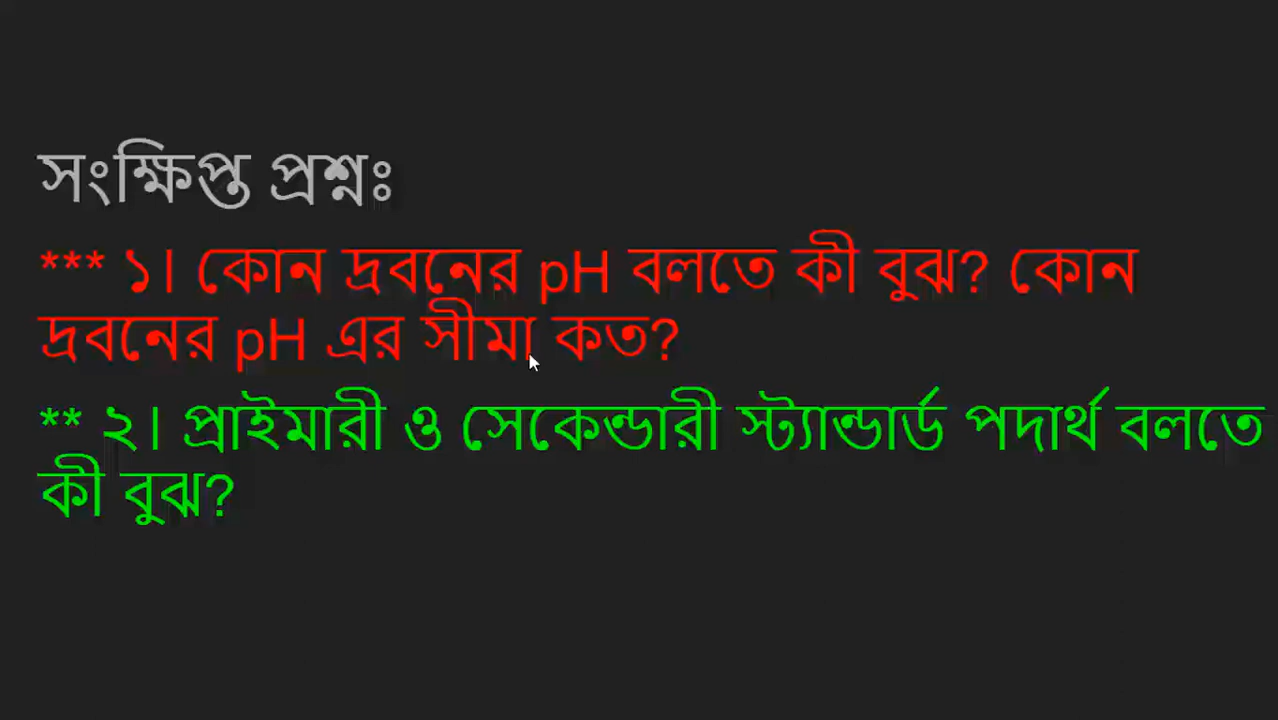 সংক্ষিপ্ত প্রশ্নঃ
*** ১। কোন দ্রবনের pH বলতে কী বুঝ? কোন
দ্রবনের pH এর সীমা কত?
** ২। প্রাইমারী ও সেকেন্ডারী স্ট্যান্ডার্ড পদার্থ বলতে
কী বুঝ?